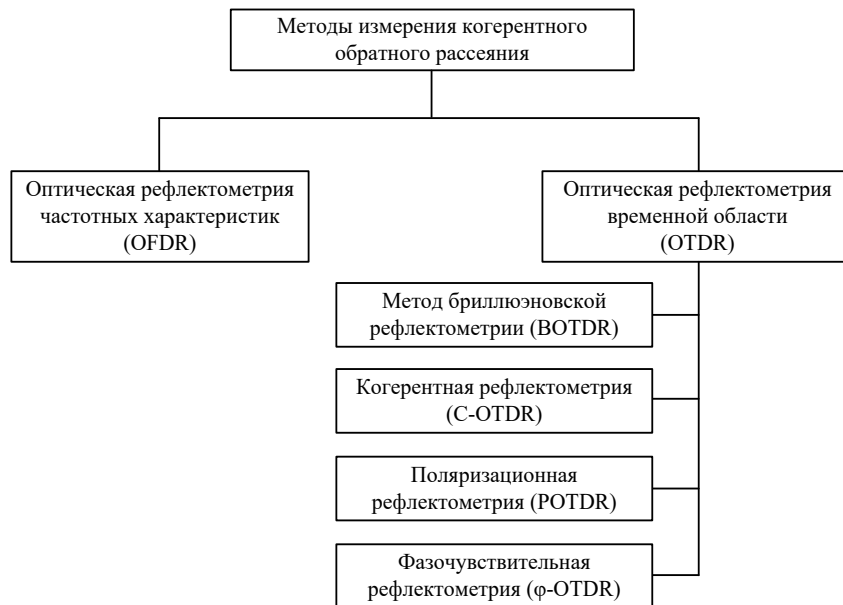 Методы измерения когерентного
обратного рассеяния
Оптическая рефлектометрия
частотных характеристик
(OFDR)
Оптическая рефлектометрия
временной области
(OTDR)
Метод бриллюэновской
рефлектометрии (BOTDR)
Когерентная рефлектометрия
(C-OTDR)
Поляризационная
рефлектометрия (POTDR)
Фазочувствительная
рефлектометрия (φ-OTDR)